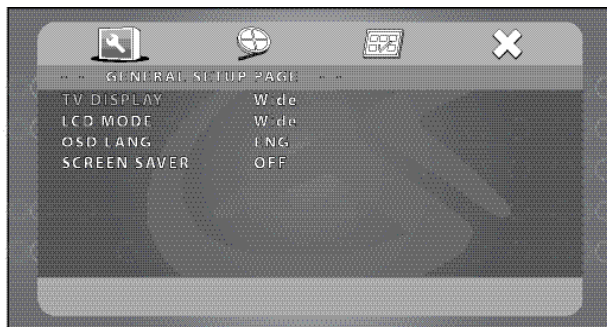 -- GENERAL SETUP PAGE --
TV DISPLAY Wide
LCD MODE Wide
OSD LANG ENG
SCREEN SAVER OFF